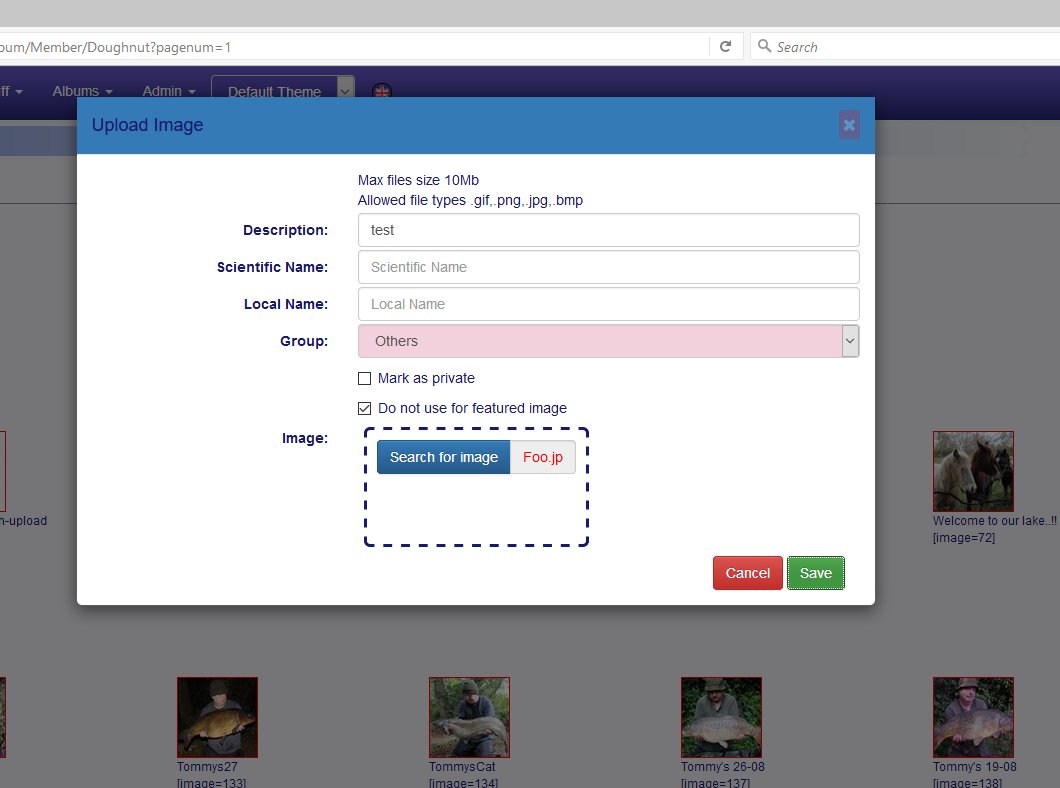 bum/Member/Doughnut?pagenum=1
Search
ff Albums Admin Default Theme
Upload Image
Max files size 10Mb
Allowed file types .gif,.png,.jpg,.bmp
Description: test
Scientific Name: Scientific Name
Local Name: Local Name
Group: Others
Mark as private
Do not use for featured image
Image:
Search for image Foo.jp
n-upload
Welcome to our lake..!!
[image=72]
Cancel Save
Tommys27 TommysCat Tommy's 26-08 Tommy's 19-08
[image=133] [image=134] [image=137] [image=138]